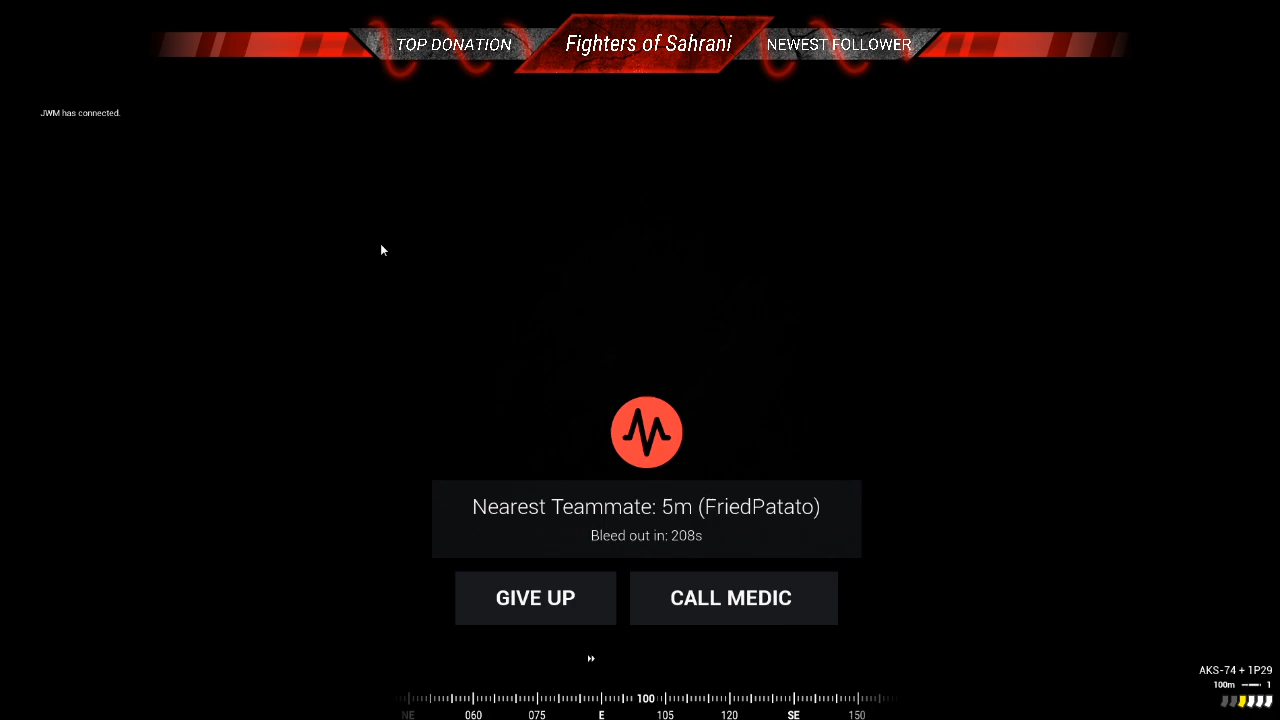 TOP DONATION
Fighters of Sahrani
NEWEST FOLLOWER
JWM has connected.
Nearest Teammate: 5m (FriedPatato)
Bleed out in: 208s
GIVE UP
CALL MEDIC
AKS-74 + 1P29
100m 1
100
NE 060 075 E 105 120 SE 150